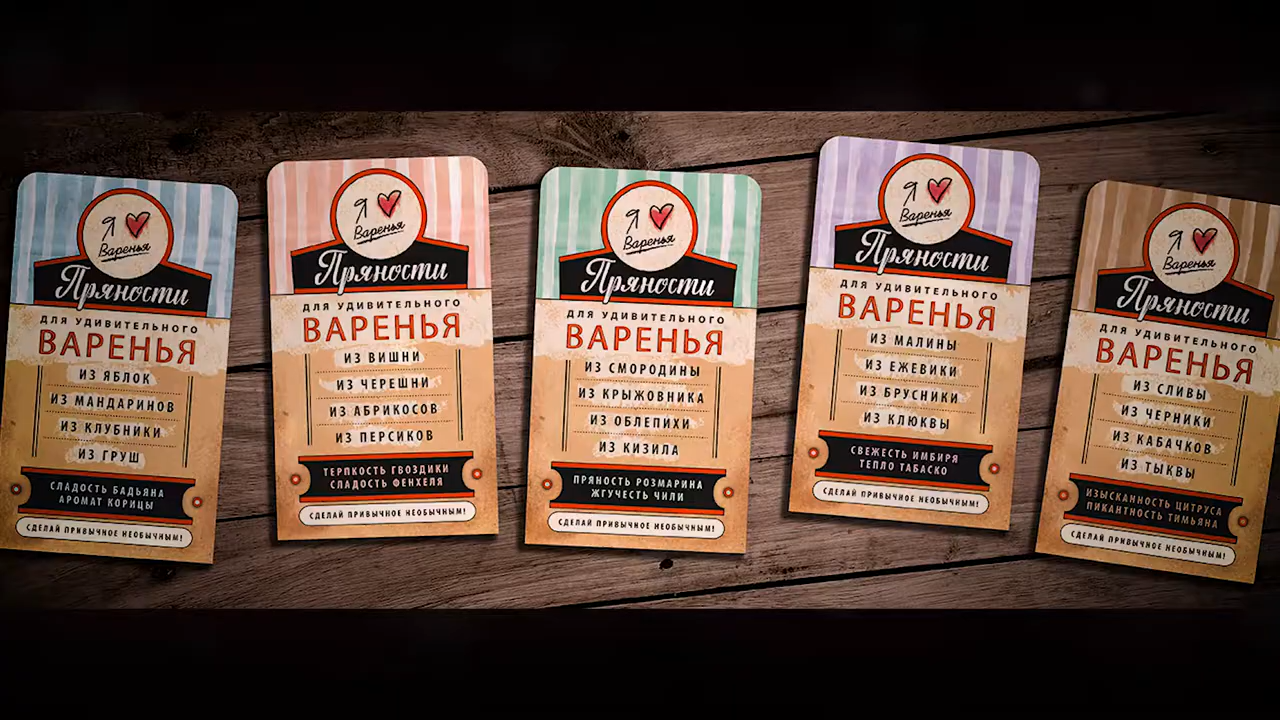 Я
Варенья
Пряности
ДЛЯ УДИВИТЕЛЬНОГО
ВАРЕНЬЯ
ИЗ ЯБЛОК
ИЗ МАНДАРИНОВ
ИЗ КЛУБНИКИ
ИЗ ГРУШ
СЛАДОСТЬ БАДЬЯНА
АРОМАТ КОРИЦЫ
СДЕЛАЙ ПРИВЫЧНОЕ НЕОБЫЧНЫМ!
Я
Варенья
Пряности
ДЛЯ УДИВИТЕЛЬНОГО
ВАРЕНЬЯ
ИЗ ВИШНИ
ИЗ ЧЕРЕШНИ
ИЗ АБРИКОСОВ
ИЗ ПЕРСИКОВ
ТЕРПКОСТЬ ГВОЗДИКИ
СЛАДОСТЬ ФЕНХЕЛЯ
СДЕЛАЙ ПРИВЫЧНОЕ НЕОБЫЧНЫМ!
Я
Варенья
Пряности
ДЛЯ УДИВИТЕЛЬНОГО
ВАРЕНЬЯ
ИЗ СМОРОДИНЫ
ИЗ КРЫЖОВНИКА
ИЗ ОБЛЕПИХИ
ИЗ КИЗИЛА
ПРЯНОСТЬ РОЗМАРИНА
ЖГУЧЕСТЬ ЧИЛИ
СДЕЛАЙ ПРИВЫЧНОЕ НЕОБЫЧНЫМ!
Я
Варенья
Пряности
ДЛЯ УДИВИТЕЛЬНОГО
ВАРЕНЬЯ
ИЗ МАЛИНЫ
ИЗ ЕЖЕВИКИ
ИЗ БРУСНИКИ
ИЗ КЛЮКВЫ
СВЕЖЕСТЬ ИМБИРЯ
ТЕПЛО ТАБАСКО
СДЕЛАЙ ПРИВЫЧНОЕ НЕОБЫЧНЫМ!
Я
Варенья
Пряности
ДЛЯ УДИВИТЕЛЬНОГО
ВАРЕНЬЯ
ИЗ СЛИВЫ
ИЗ ЧЕРНИКИ
ИЗ КАБАЧКОВ
ИЗ ТЫКВЫ
ИЗЫСКАННОСТЬ ЦИТРУСА
ПИКАНТНОСТЬ ТИМЬЯНА
СДЕЛАЙ ПРИВЫЧНОЕ НЕОБЫЧНЫМ!